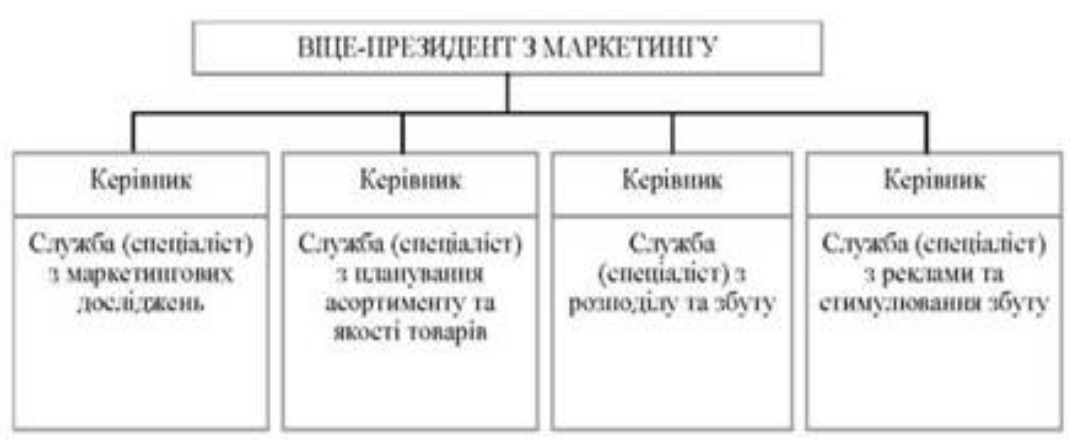 ВІЦЕ-ПРЕЗИДЕНТ З МАРКЕТИНГУ
Керівник
Служба (спеціаліст)
з маркетингових
досліджень
Керівник
Служба (спеціаліст)
з планування
асортименту та
якості товарів
Керівник
Служба
(спеціаліст) з
розподілу та збуту
Керівник
Служба (спеціаліст)
з реклами та
стимулювання збуту